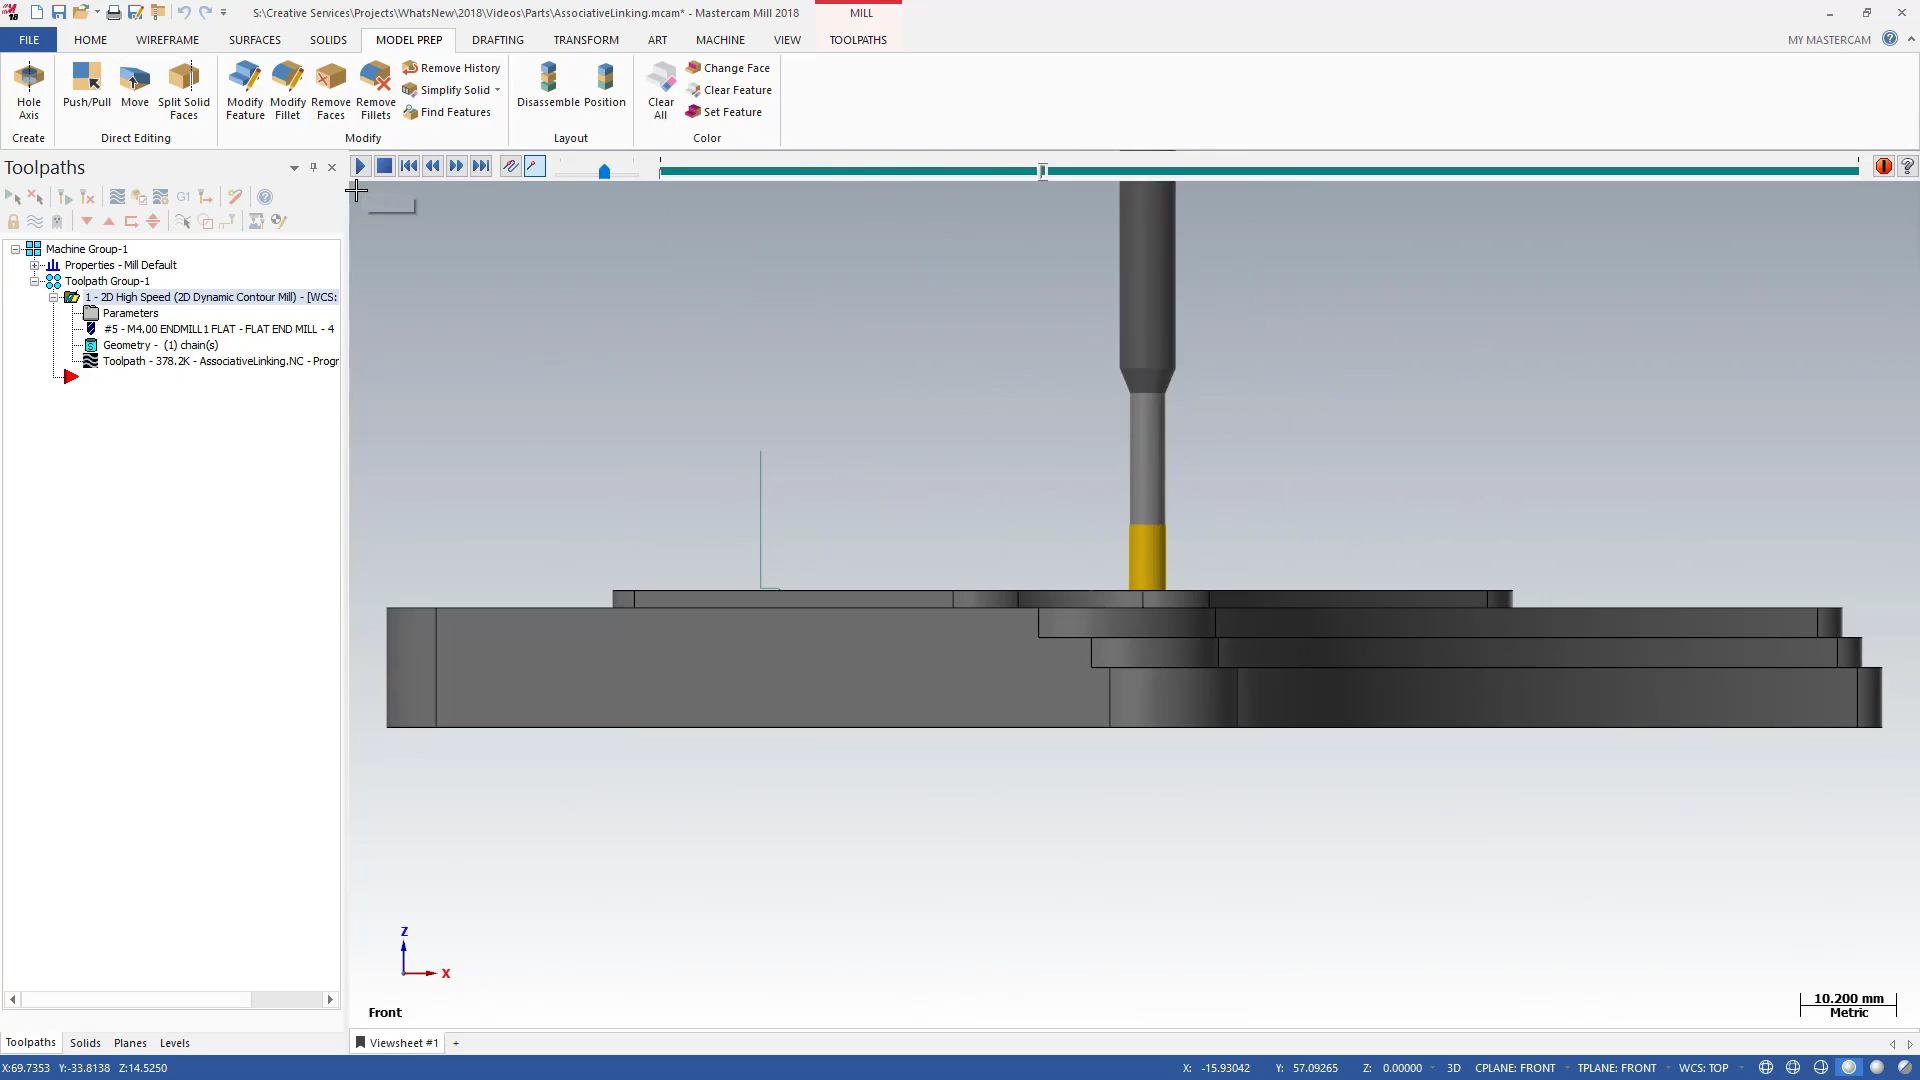 S:\Creative Services\Projects\WhatsNew\2018\Videos\Parts\AssociativeLinking.mcam* - Mastercam Mill 2018
MILL
FILE HOME WIREFRAME SURFACES SOLIDS MODEL PREP DRAFTING TRANSFORM ART MACHINE VIEW TOOLPATHS MY MASTERCAM
Hole Axis
Push/Pull
Move
Split Solid Faces
Modify Feature
Modify Fillet
Remove Faces
Remove Fillets
Remove History
Simplify Solid
Find Features
Disassemble
Position
Clear All
Change Face
Clear Feature
Set Feature
Create Direct Editing Modify Layout Color
Toolpaths
G1
Machine Group-1
Properties - Mill Default
Toolpath Group-1
1 - 2D High Speed (2D Dynamic Contour Mill) - [WCS:
Parameters
#5 - M4.00 ENDMILL1 FLAT - FLAT END MILL - 4
Geometry - (1) chain(s)
Toolpath - 378.2K - AssociativeLinking.NC - Progr
Z
X
Front
10.200 mm
Metric
Toolpaths Solids Planes Levels
Viewsheet #1 +
X:69.7353 Y:-33.8138 Z:14.5250
X: -15.93042 Y: 57.09265 Z: 0.00000 3D CPLANE: FRONT TPLANE: FRONT WCS: TOP